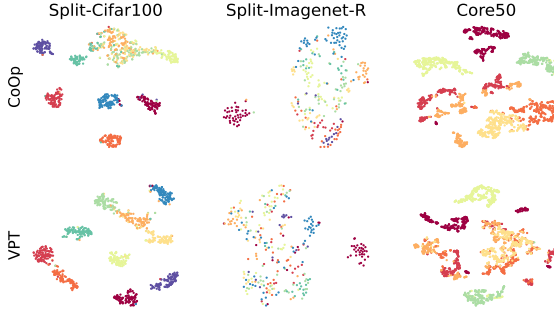 Split-Cifar100
Split-Imagenet-R
Core50
CoOp
VPT